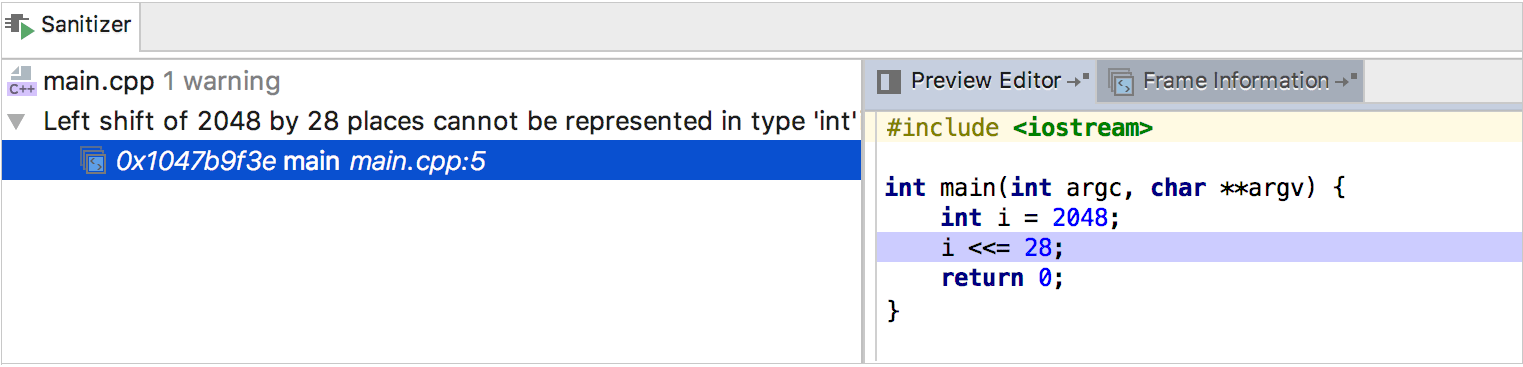 Sanitizer
main.cpp 1 warning
C++
Left shift of 2048 by 28 places cannot be represented in type 'int'
0x1047b9f3e main main.cpp:5
Preview Editor
Frame Information
#include <iostream>
int main(int argc, char **argv) {
int i = 2048;
i <<= 28;
return 0;
}